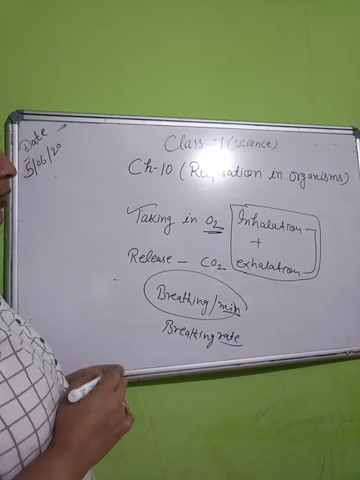 Date -
5/06/20
Class - (science)
Ch-10 (Respiration in organisms)
Taking in O2
Inhalation
+
exhalation
Release - CO2
Breathing/min
Breathing rate